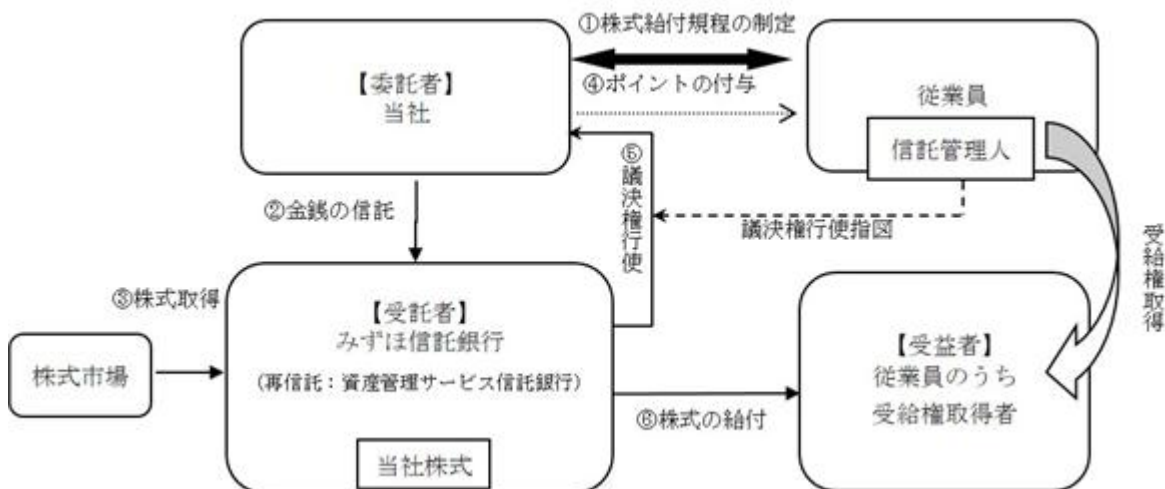 ①株式給付規程の制定
【委託者】
当社
④ポイントの付与
従業員
信託管理人
②金銭の信託
⑤議決権行使
議決権行使指図
受給権取得
③株式取得
株式市場
【受託者】
みずほ信託銀行
(再信託：資産管理サービス信託銀行)
当社株式
⑥株式の給付
【受益者】
従業員のうち
受給権取得者